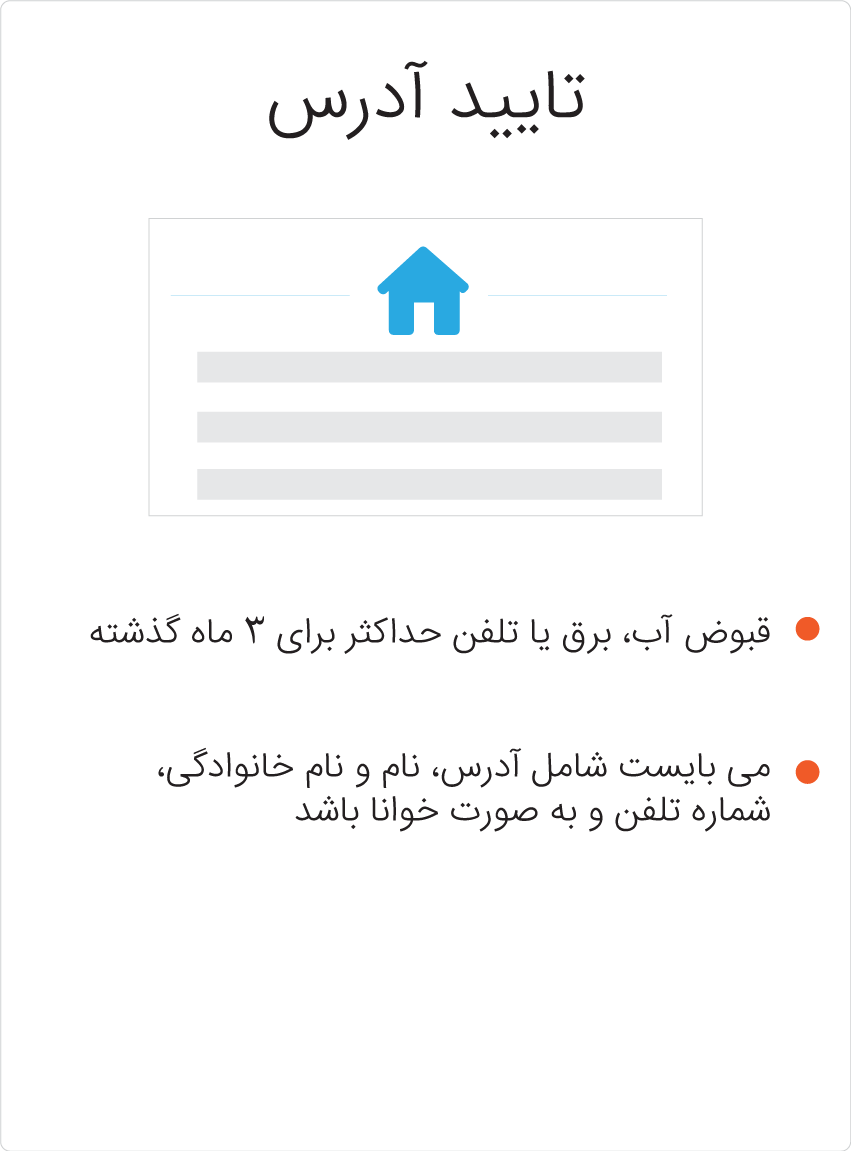 تایید آدرس
قبوض آب، برق یا تلفن حداکثر برای ۳ ماه گذشته
می بایست شامل آدرس، نام و نام خانوادگی،
شماره تلفن و به صورت خوانا باشد